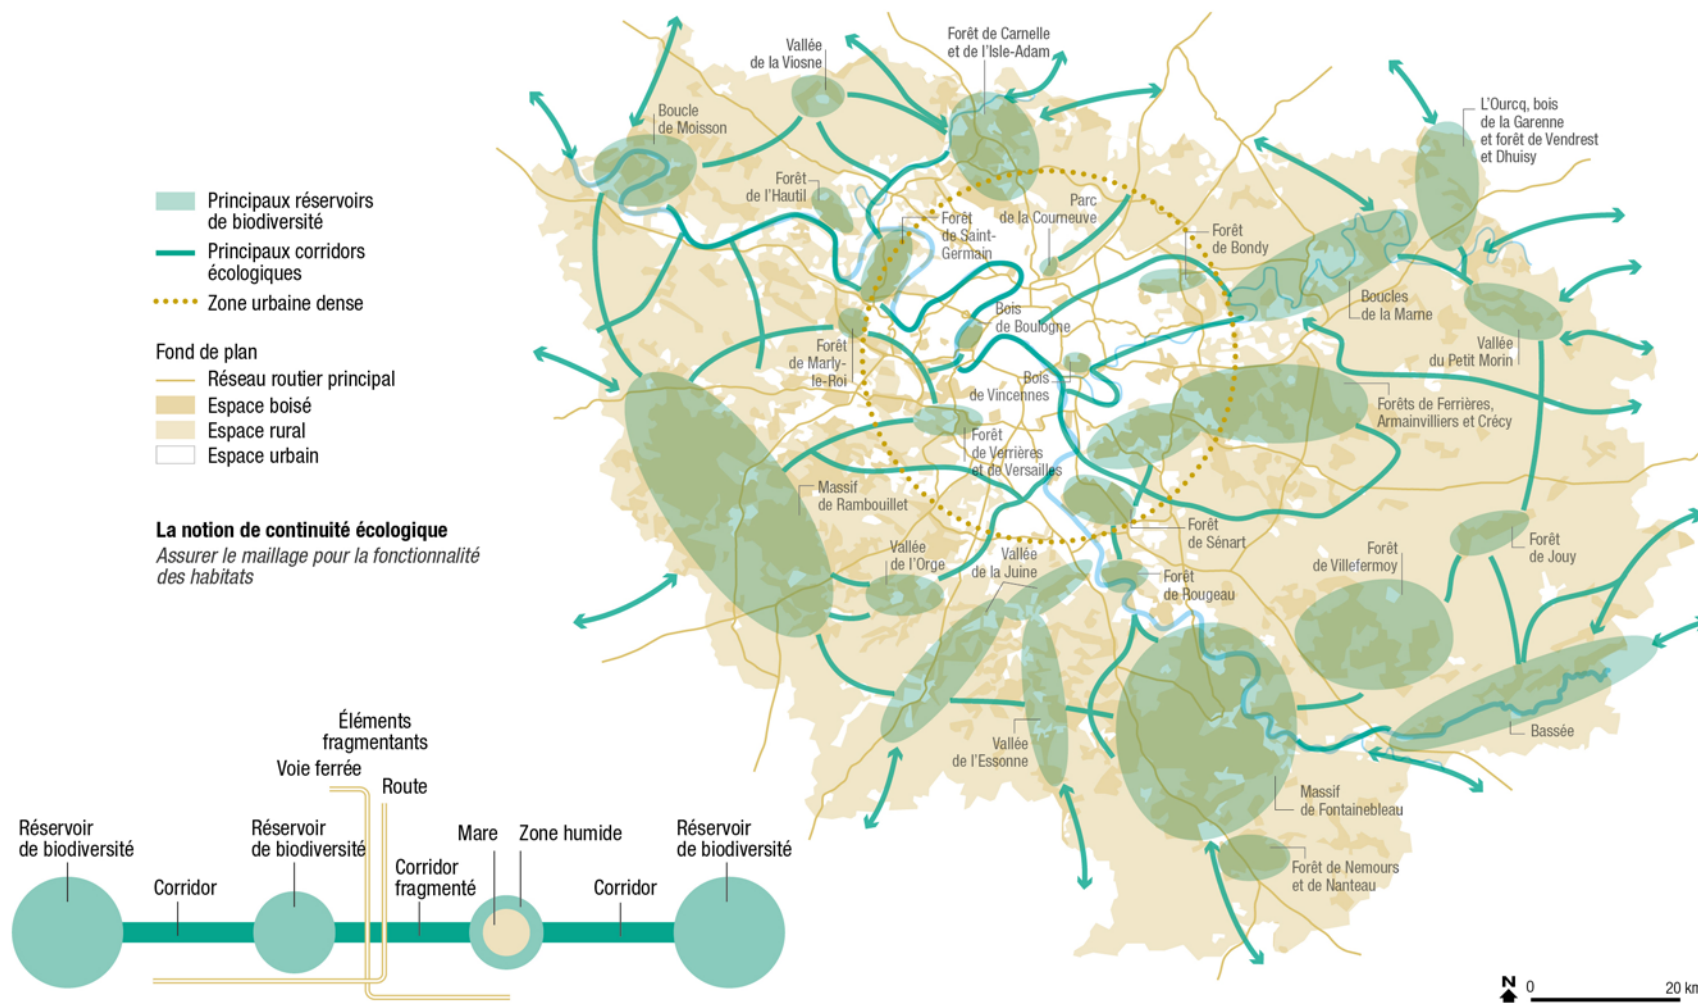 Principaux réservoirs
de biodiversité
Principaux corridors
écologiques
Zone urbaine dense
Fond de plan
Réseau routier principal
Espace boisé
Espace rural
Espace urbain
La notion de continuité écologique
Assurer le maillage pour la fonctionnalité
des habitats
Vallée
de la Viosne
Forêt de Carnelle
et de l'Isle-Adam
L'Ourcq, bois
de la Garenne
et forêt de Vendrest
et Dhuisy
Boucle
de Moisson
Forêt
de l'Hautil
Parc
de la Courneuve
Forêt
de Saint-
Germain
Forêt
de Bondy
Bois
de Boulogne
Boucles
de la Marne
Forêt
de Marly-
le-Roi
Vallée
du Petit Morin
Bois
de Vincennes
Forêts de Ferrières,
Armainvilliers et Crécy
Forêt
de Verrières
et de Versailles
Massif
de Rambouillet
Forêt
de Sénart
Forêt
de Jouy
Vallée
de l'Orge
Vallée
de la Juine
Forêt
de Villefermoy
Forêt
de Rougeau
Vallée
de l'Essonne
Bassée
Massif
de Fontainebleau
Forêt de Nemours
et de Nanteau
Éléments
fragmentants
Voie ferrée
Route
Réservoir
de biodiversité
Corridor
Réservoir
de biodiversité
Corridor
fragmenté
Mare
Zone humide
Corridor
Réservoir
de biodiversité
N
0
20 km